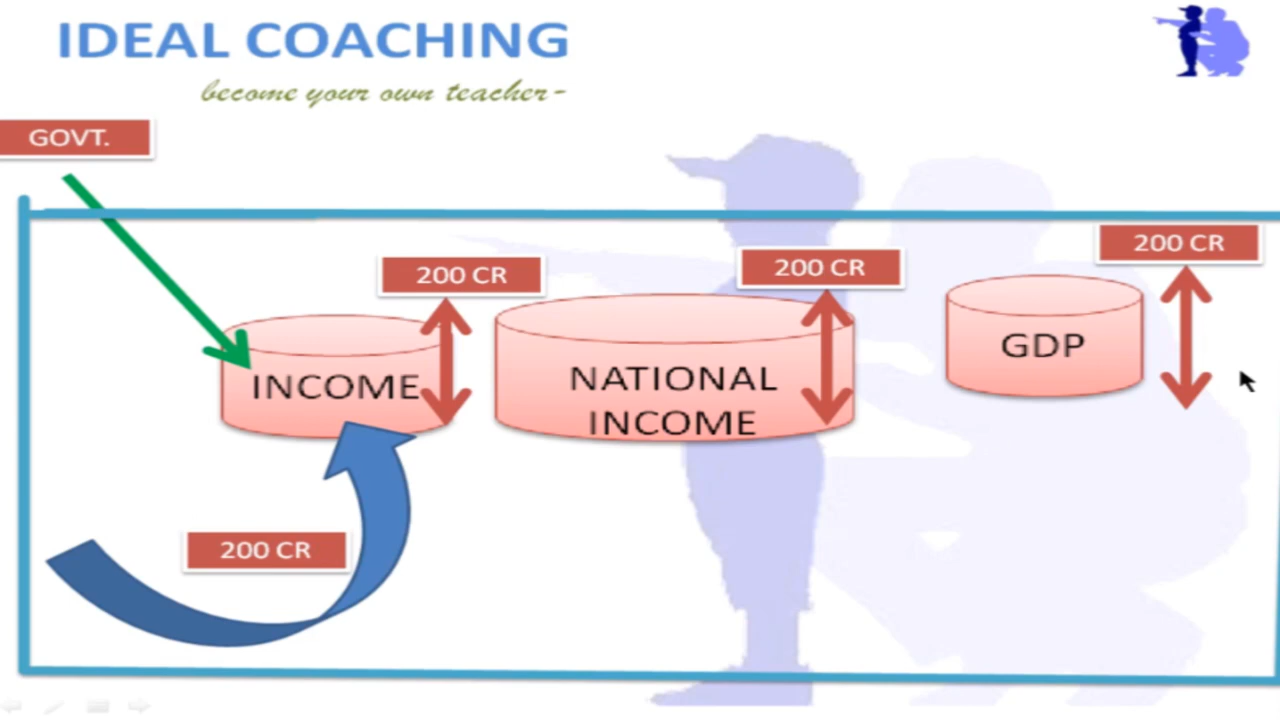 IDEAL COACHING
become your own teacher-
GOVT.
200 CR
200 CR
200 CR
INCOME
NATIONAL
INCOME
GDP
200 CR